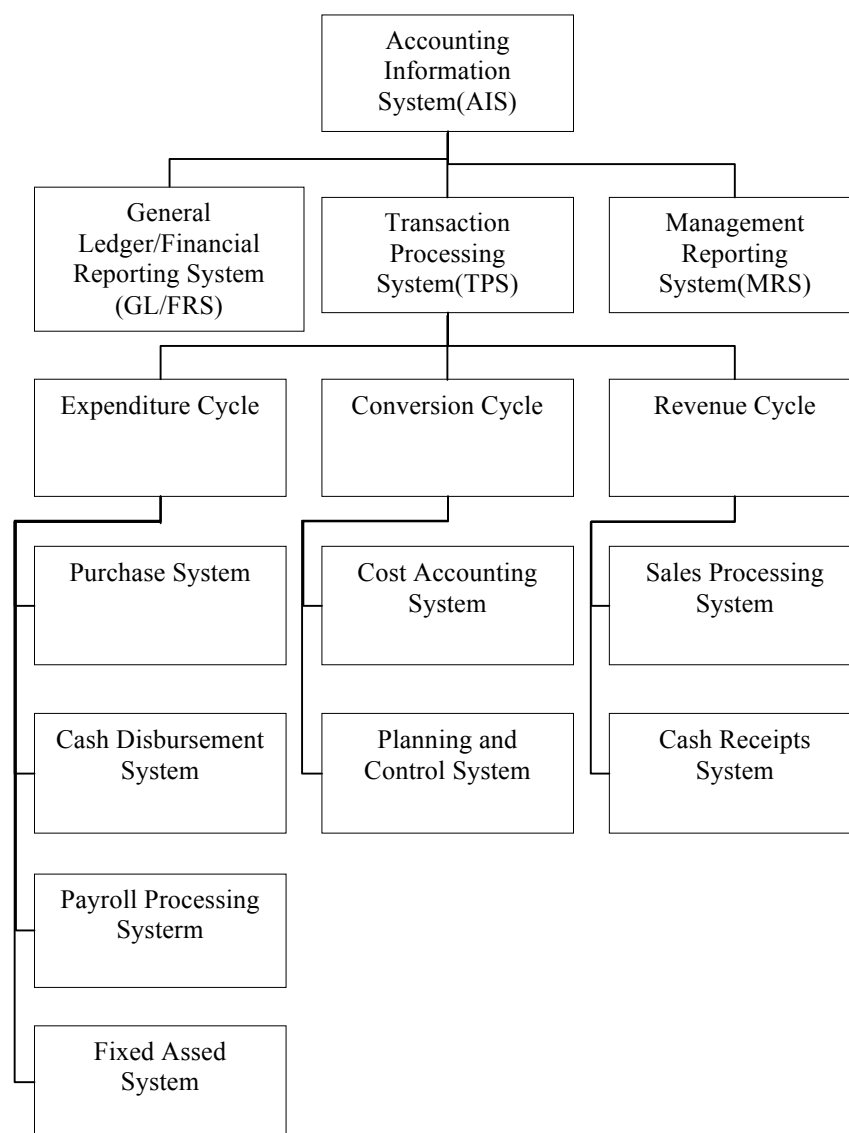 Accounting
Information
System(AIS)
General
Ledger/Financial
Reporting System
(GL/FRS)
Transaction
Processing
System(TPS)
Management
Reporting
System(MRS)
Expenditure Cycle
Conversion Cycle
Revenue Cycle
Purchase System
Cost Accounting
System
Sales Processing
System
Cash Disbursement
System
Planning and
Control System
Cash Receipts
System
Payroll Processing
Systerm
Fixed Assed
System